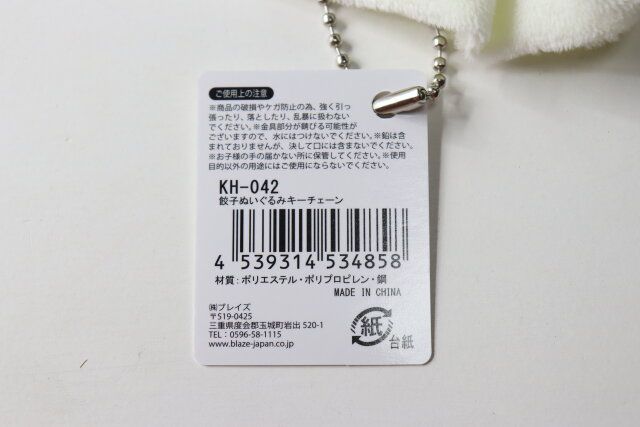 ご使用上の注意
※商品の破損やケガ防止の為、強く引っ
張ったり、落としたり、乱暴に扱わない
でください。※金具部分が錆びる可能性が
ございますので、水にはつけないでください。※鉛は含
まれておりませんが、決して口には含まないでください。
※お子様の手の届かない所に保管してください。※使用
目的以外の用途にはご使用にならないでください。
KH-042
餃子ぬいぐるみキーチェーン
4 539314 534858
材質：ポリエステル・ポリプロピレン・鋼
MADE IN CHINA
㈱ブレイズ
〒519-0425
三重県度会郡玉城町岩出 520-1
TEL：0596-58-1115
www.blaze-japan.co.jp
紙
台紙